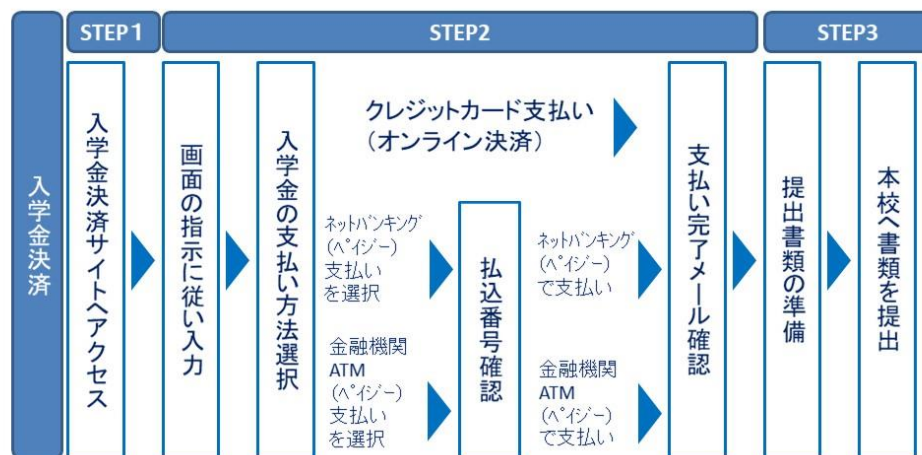 STEP1
STEP2
STEP3
入学金決済
入学金決済サイトへアクセス
画面の指示に従い入力
入学金の支払い方法選択
クレジットカード支払い
(オンライン決済)
ネットバンキング
(ペイジー)
支払い
を選択
金融機関
ATM
(ペイジー)
支払い
を選択
払込番号確認
ネットバンキング
(ペイジー)
で支払い
金融機関
ATM
(ペイジー)
で支払い
支払い完了メール確認
提出書類の準備
本校へ書類を提出